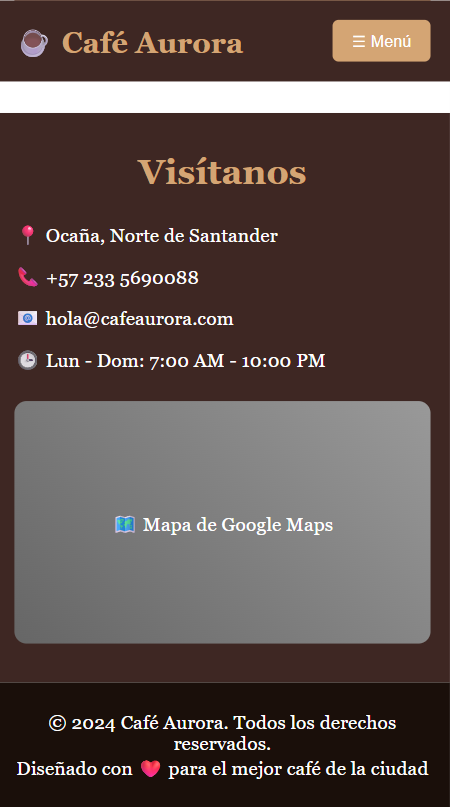 ☕ Café Aurora
☰ Menú
Visítanos
📍 Ocaña, Norte de Santander
📞 +57 233 5690088
📧 hola@cafeaurora.com
🕒 Lun - Dom: 7:00 AM - 10:00 PM
🗺️ Mapa de Google Maps
© 2024 Café Aurora. Todos los derechos
reservados.
Diseñado con ❤️ para el mejor café de la ciudad